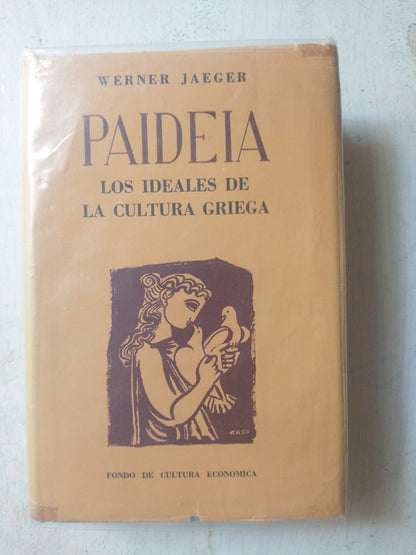 WERNER JAEGER
PAIDEIA
LOS IDEALES DE
LA CULTURA GRIEGA
FONDO DE CULTURA ECONOMICA